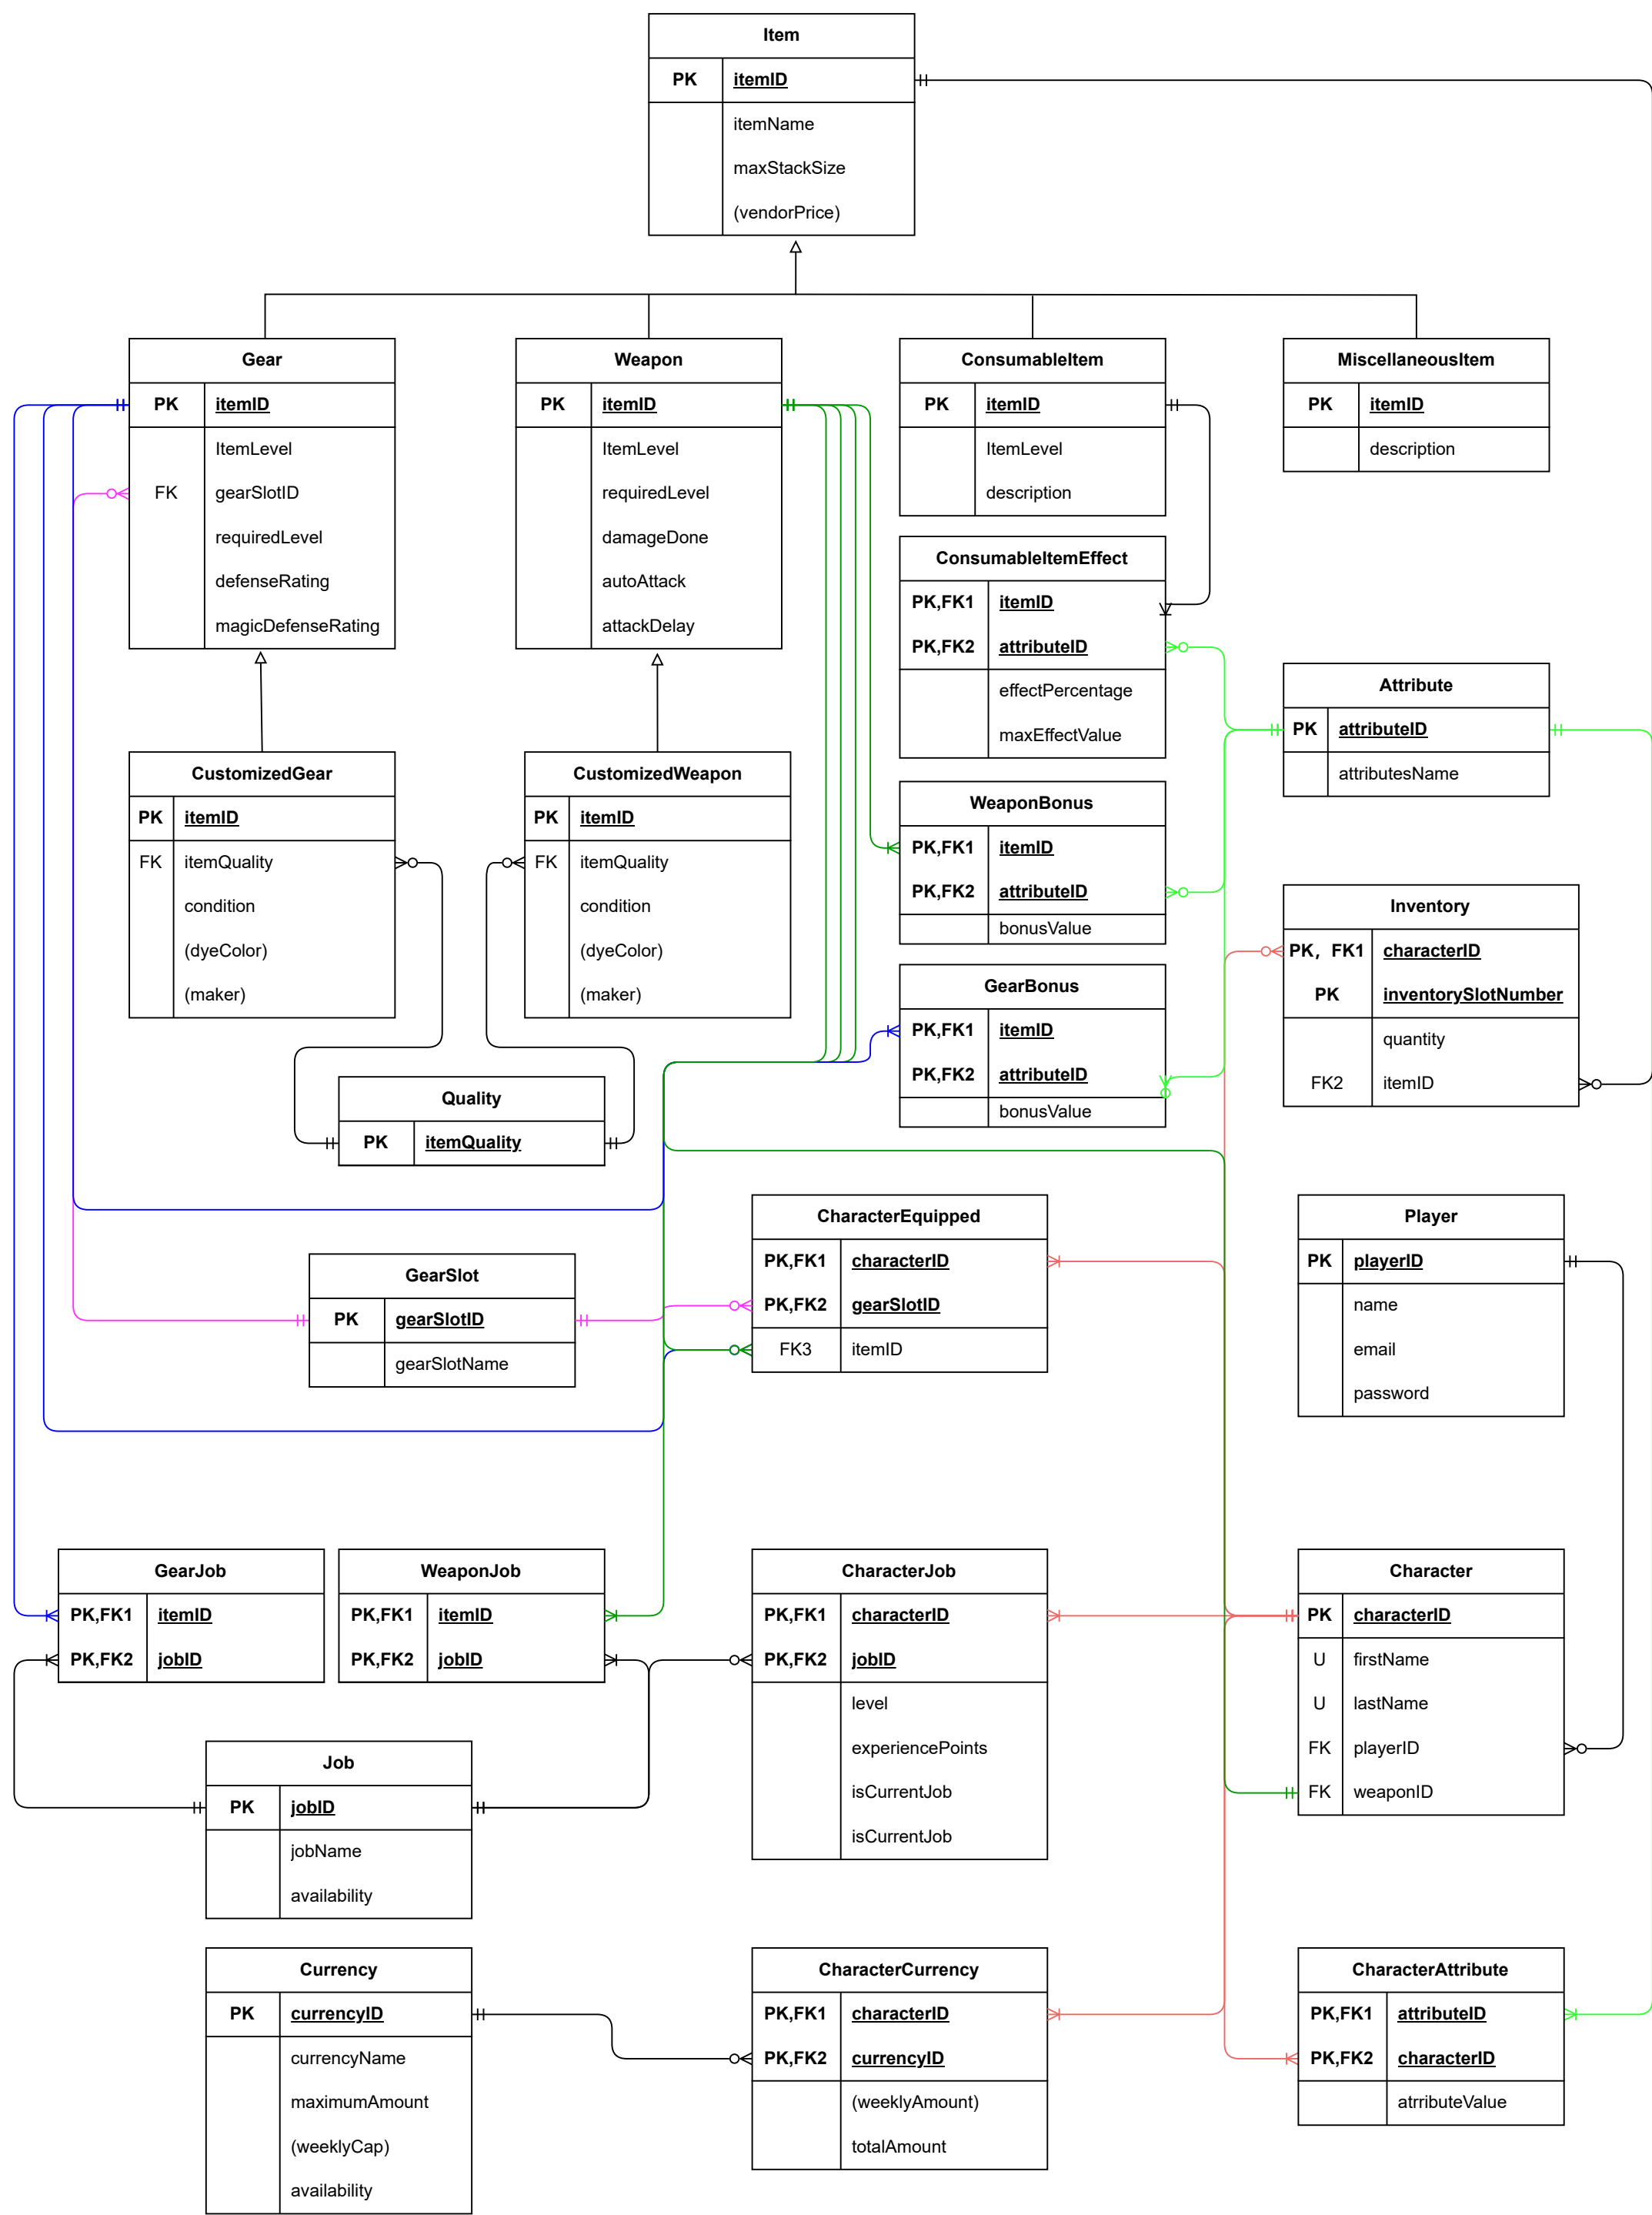 Item
PK itemID
itemName
maxStackSize
(vendorPrice)
Gear
PK itemID
ItemLevel
FK gearSlotID
requiredLevel
defenseRating
magicDefenseRating
Weapon
PK itemID
ItemLevel
requiredLevel
damageDone
autoAttack
attackDelay
ConsumableItem
PK itemID
ItemLevel
description
MiscellaneousItem
PK itemID
description
ConsumableItemEffect
PK,FK1 itemID
PK,FK2 attributeID
effectPercentage
maxEffectValue
Attribute
PK attributeID
attributesName
CustomizedGear
PK itemID
FK itemQuality
condition
(dyeColor)
(maker)
CustomizedWeapon
PK itemID
FK itemQuality
condition
(dyeColor)
(maker)
WeaponBonus
PK,FK1 itemID
PK,FK2 attributeID
bonusValue
Inventory
PK, FK1 characterID
PK inventorySlotNumber
quantity
FK2 itemID
GearBonus
PK,FK1 itemID
PK,FK2 attributeID
bonusValue
Quality
PK itemQuality
CharacterEquipped
PK,FK1 characterID
PK,FK2 gearSlotID
FK3 itemID
Player
PK playerID
name
email
password
GearSlot
PK gearSlotID
gearSlotName
GearJob
PK,FK1 itemID
PK,FK2 jobID
WeaponJob
PK,FK1 itemID
PK,FK2 jobID
CharacterJob
PK,FK1 characterID
PK,FK2 jobID
level
experiencePoints
isCurrentJob
isCurrentJob
Character
PK characterID
U firstName
U lastName
FK playerID
FK weaponID
Job
PK jobID
jobName
availability
Currency
PK currencyID
currencyName
maximumAmount
(weeklyCap)
availability
CharacterCurrency
PK,FK1 characterID
PK,FK2 currencyID
(weeklyAmount)
totalAmount
CharacterAttribute
PK,FK1 attributeID
PK,FK2 characterID
atrributeValue